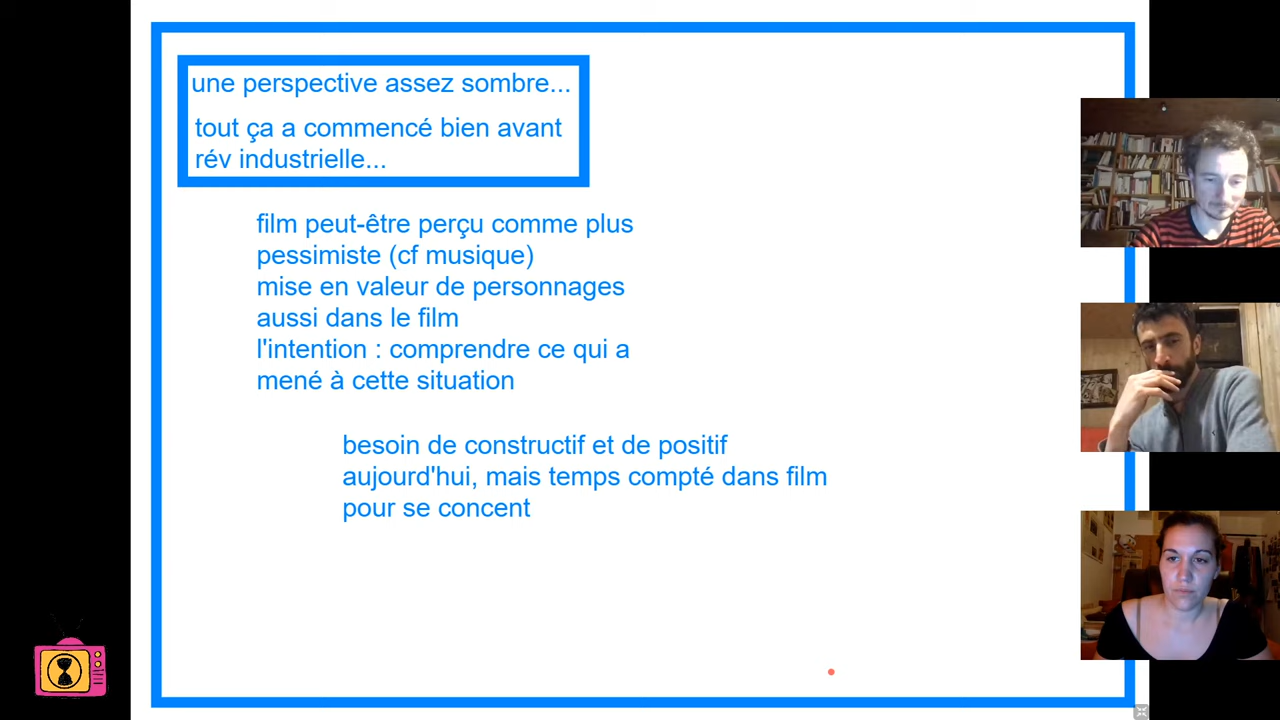 une perspective assez sombre...
tout ça a commencé bien avant
rév industrielle...
film peut-être perçu comme plus
pessimiste (cf musique)
mise en valeur de personnages
aussi dans le film
l'intention : comprendre ce qui a
mené à cette situation
besoin de constructif et de positif
aujourd'hui, mais temps compté dans film
pour se concent